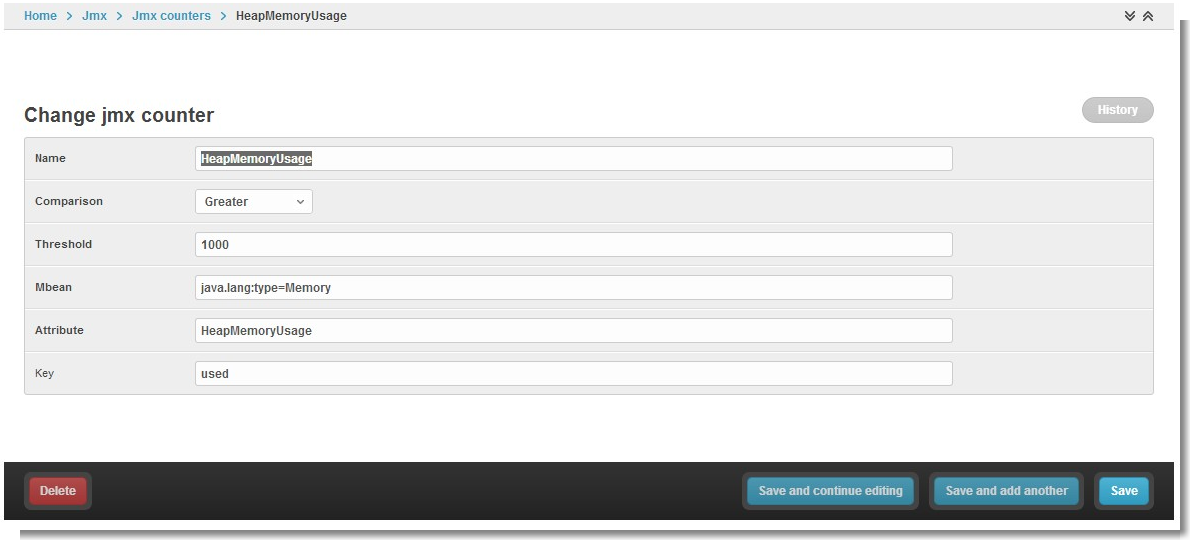 Home > Jmx > Jmx counters > HeapMemoryUsage
Change jmx counter
History
Name HeapMemoryUsage
Comparison Greater
Threshold 1000
Mbean java.lang:type=Memory
Attribute HeapMemoryUsage
Key used
Delete Save and continue editing Save and add another Save